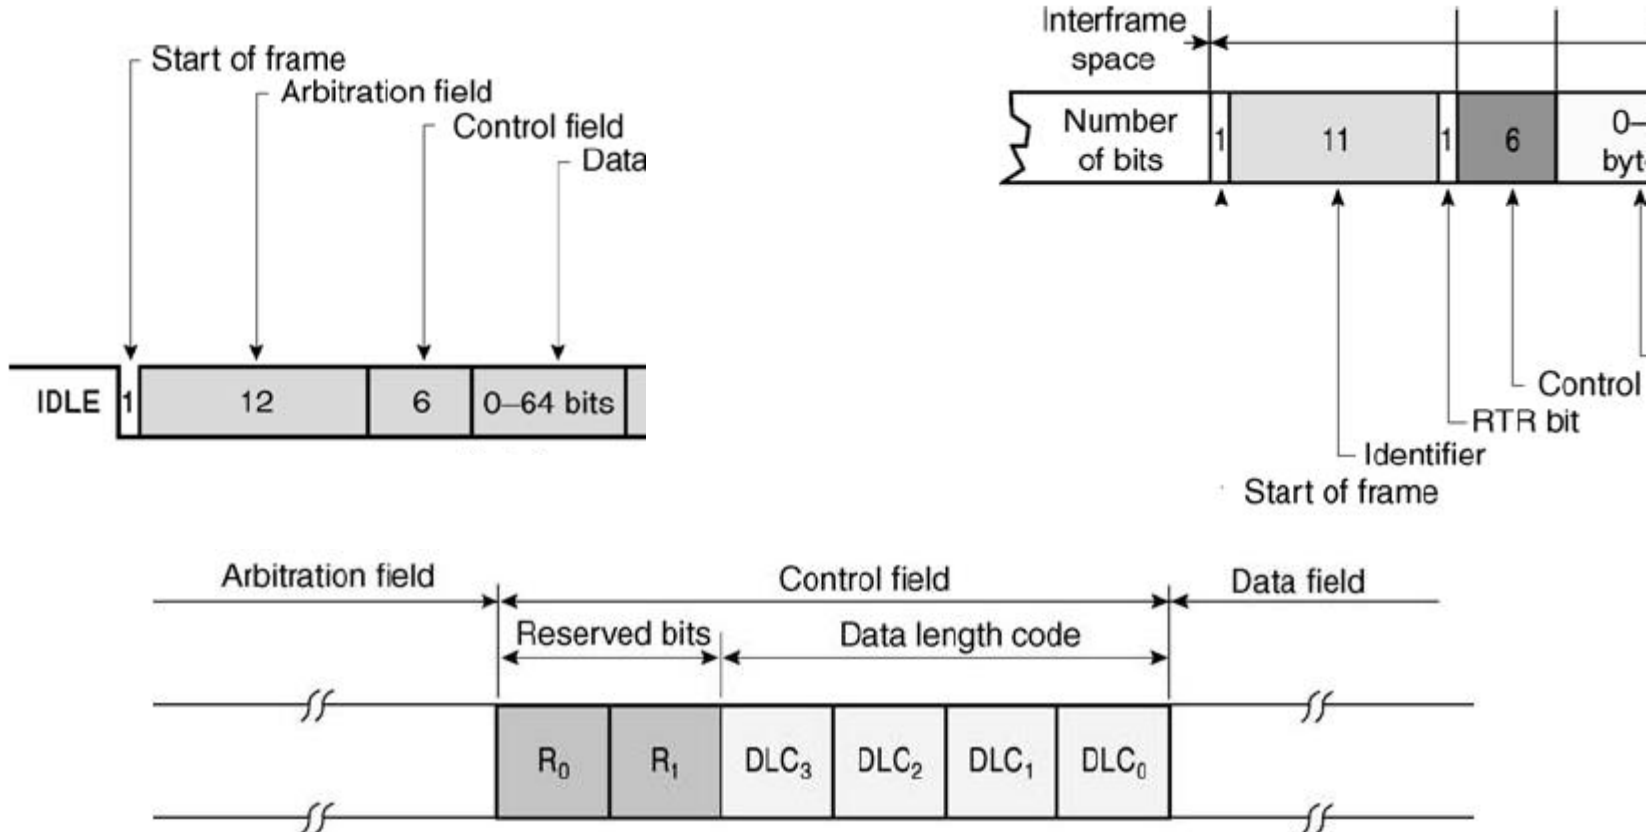 Start of frame
Arbitration field
Control field
Data
IDLE
1
12
6
0–64 bits
Interframe
space
Number
of bits
1
11
1
6
0–
byt
Control
RTR bit
Identifier
Start of frame
Arbitration field
Control field
Data field
Reserved bits
Data length code
R0
R1
DLC3
DLC2
DLC1
DLC0